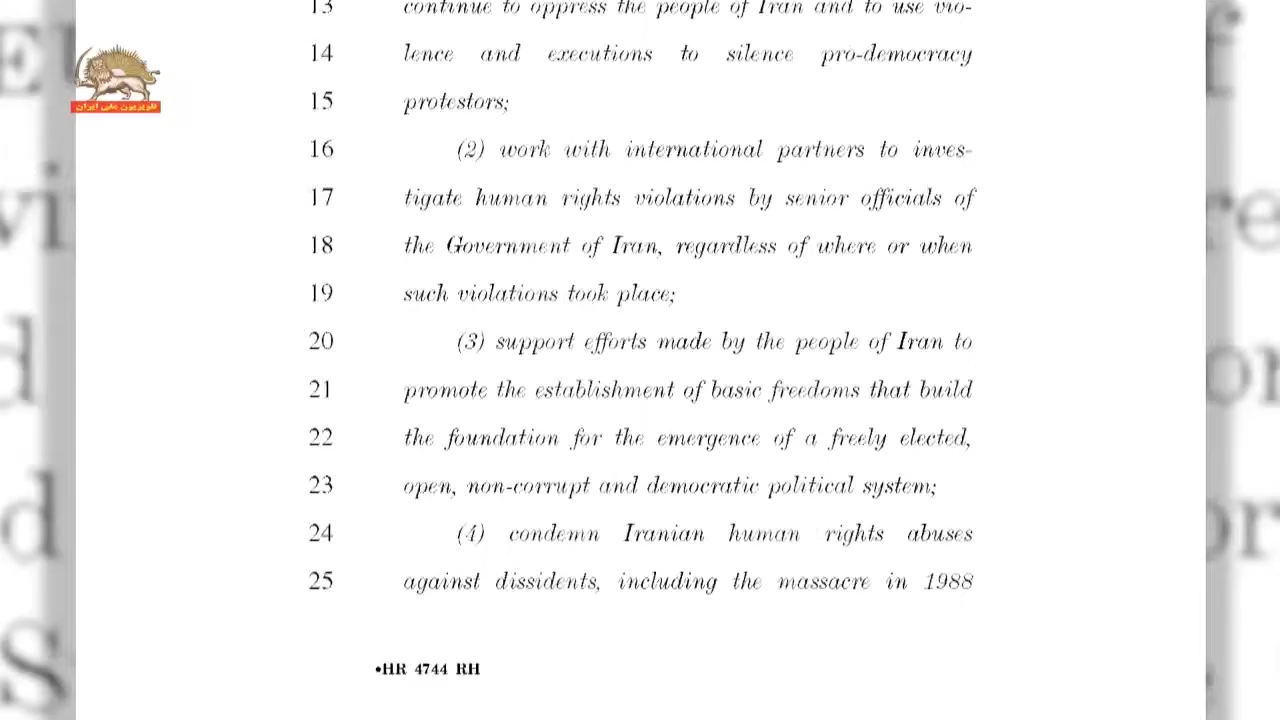 13 continue to oppress the people of Iran and to use vio-
14 lence and executions to silence pro-democracy
15 protestors;
16 (2) work with international partners to inves-
17 tigate human rights violations by senior officials of
18 the Government of Iran, regardless of where or when
19 such violations took place;
20 (3) support efforts made by the people of Iran to
21 promote the establishment of basic freedoms that build
22 the foundation for the emergence of a freely elected,
23 open, non-corrupt and democratic political system;
24 (4) condemn Iranian human rights abuses
25 against dissidents, including the massacre in 1988
•HR 4744 RH
تلویزیون ملی ایران